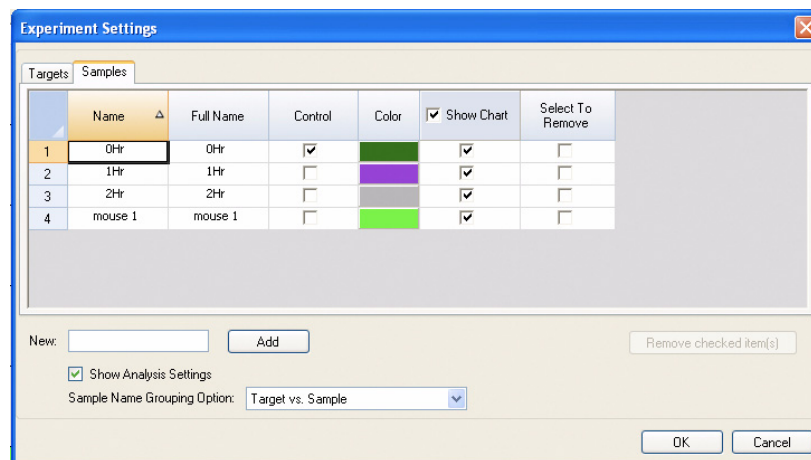 Experiment Settings
Targets Samples
Name Full Name Control Color Show Chart Select To Remove
1 0Hr 0Hr
2 1Hr 1Hr
3 2Hr 2Hr
4 mouse 1 mouse 1
New: Add Remove checked item(s)
Show Analysis Settings
Sample Name Grouping Option: Target vs. Sample
OK Cancel